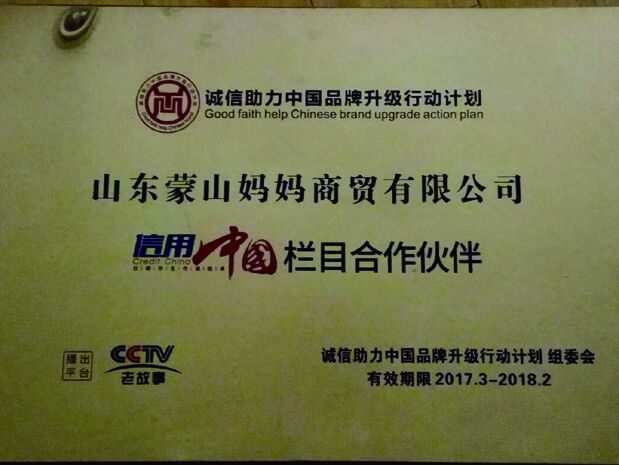 诚信助力中国品牌升级行动计划
Good faith help Chinese brand upgrade action plan
山东蒙山妈妈商贸有限公司
信用中国栏目合作伙伴
Credit China
播出平台
CCTV
老故事
诚信助力中国品牌升级行动计划 组委会
有效期限 2017.3-2018.2